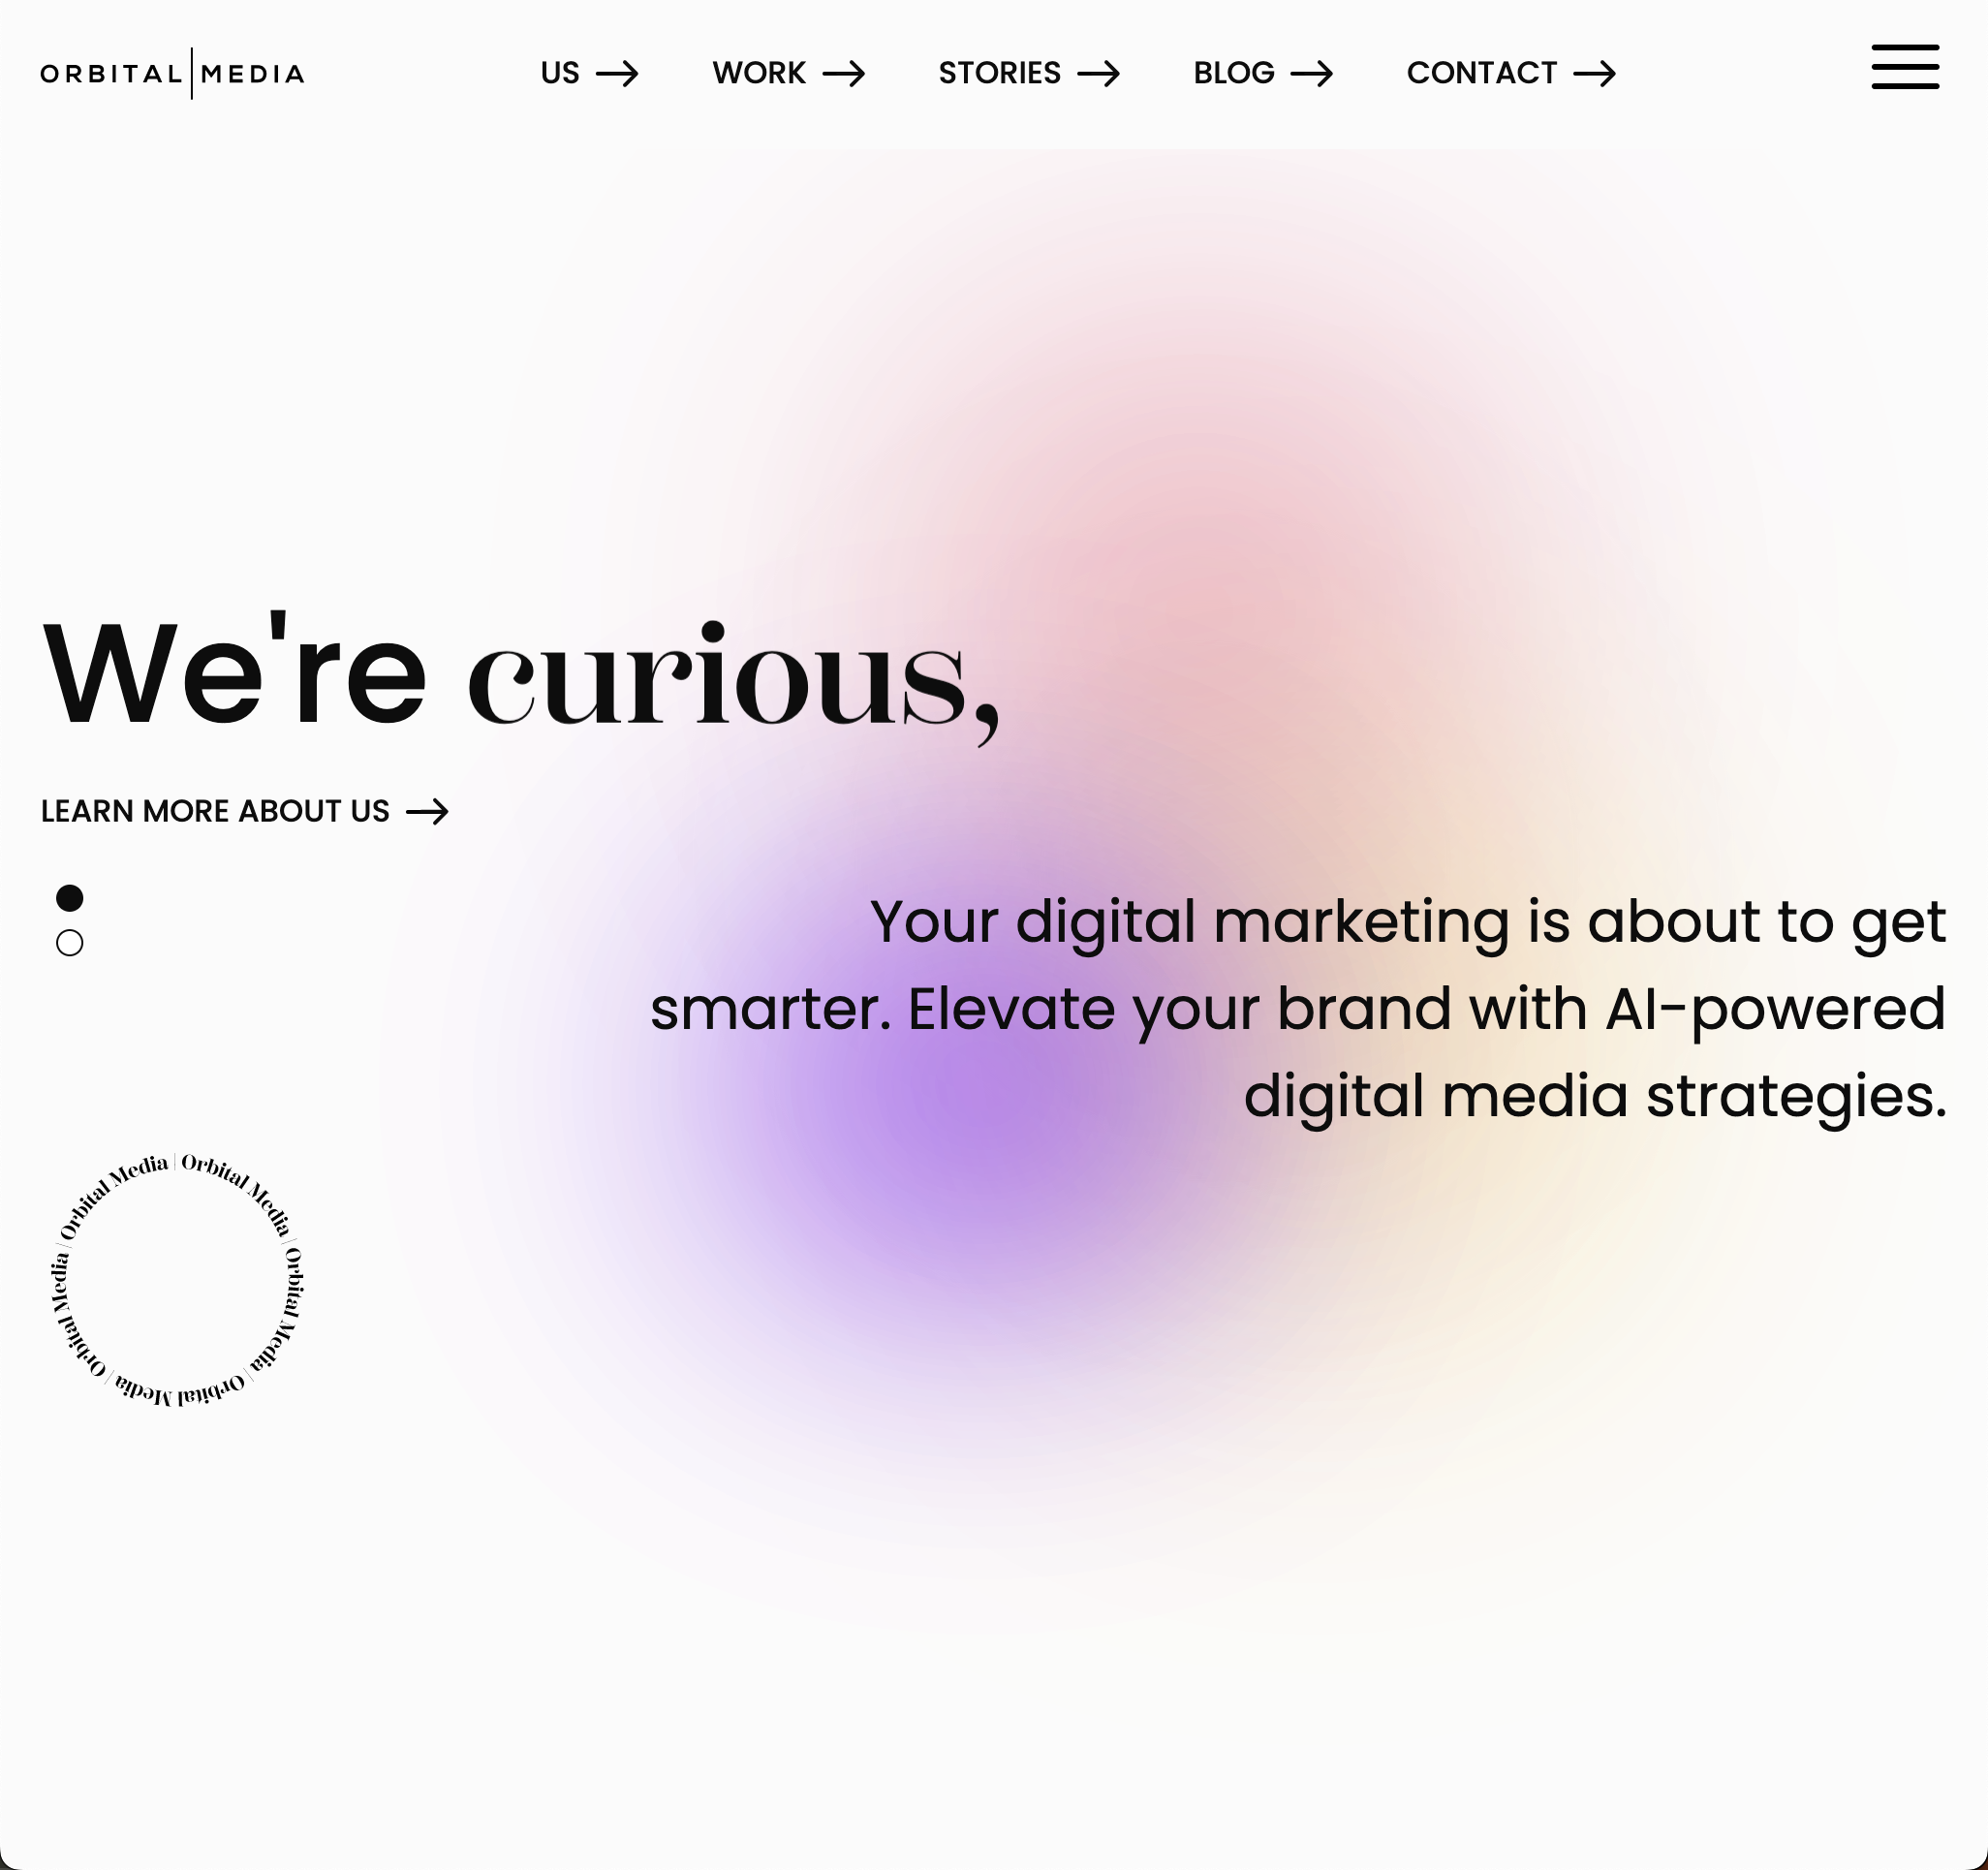 ORBITAL|MEDIA
US → WORK → STORIES → BLOG → CONTACT →
We're curious,
LEARN MORE ABOUT US →
Your digital marketing is about to get
smarter. Elevate your brand with AI-powered
digital media strategies.
Orbital Media | Orbital Media | Orbital Media | Orbital Media | Orbital Media |